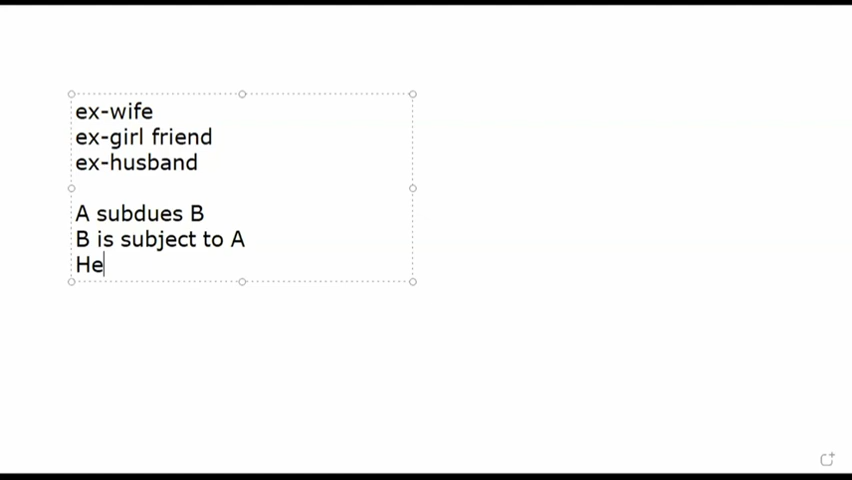 ex-wife
ex-girl friend
ex-husband
A subdues B
B is subject to A
He